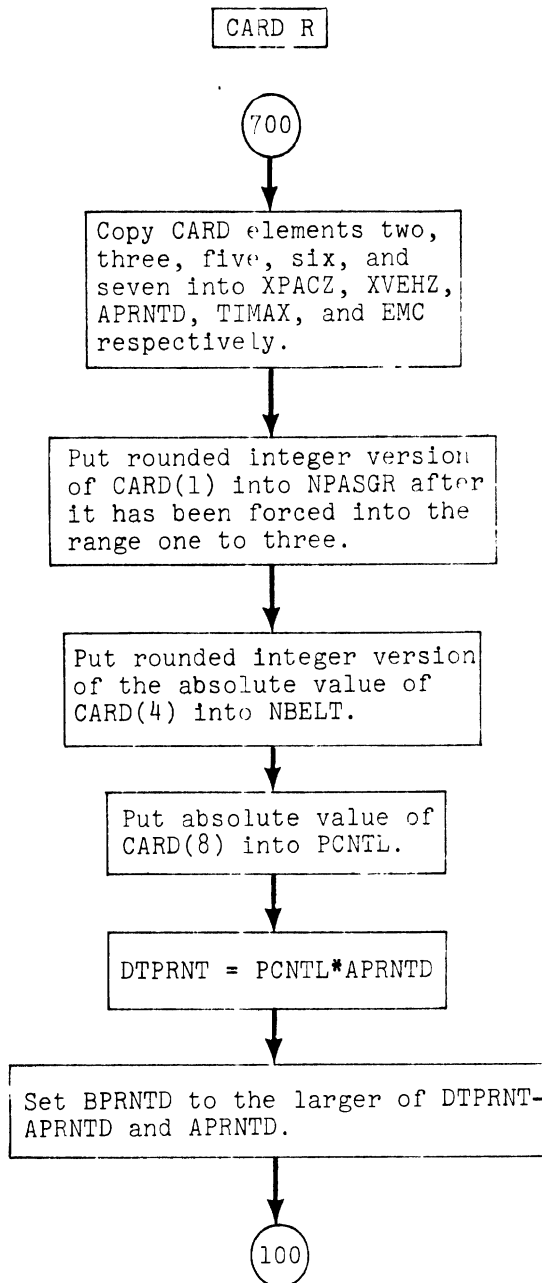 CARD R
700
Copy CARD elements two,
three, five, six, and
seven into XPACZ, XVEHZ,
APRNTD, TIMAX, and EMC
respectively.
Put rounded integer version
of CARD(1) into NPASGR after
it has been forced into the
range one to three.
Put rounded integer version
of the absolute value of
CARD(4) into NBELT.
Put absolute value of
CARD(8) into PCNTL.
DTPRNT = PCNTL*APRNTD
Set BPRNTD to the larger of DTPRNT-
APRNTD and APRNTD.
100